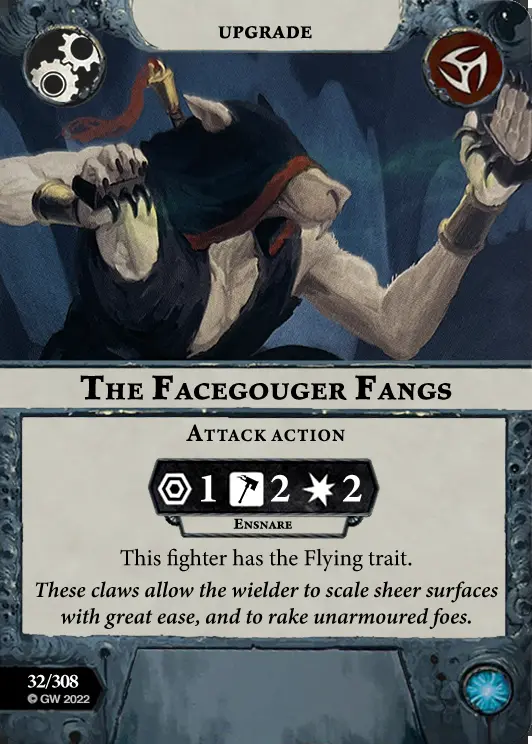 UPGRADE
The Facegouger Fangs
Attack action
1 2 2
Ensnare
This fighter has the Flying trait.
These claws allow the wielder to scale sheer surfaces
with great ease, and to rake unarmoured foes.
32/308
© GW 2022